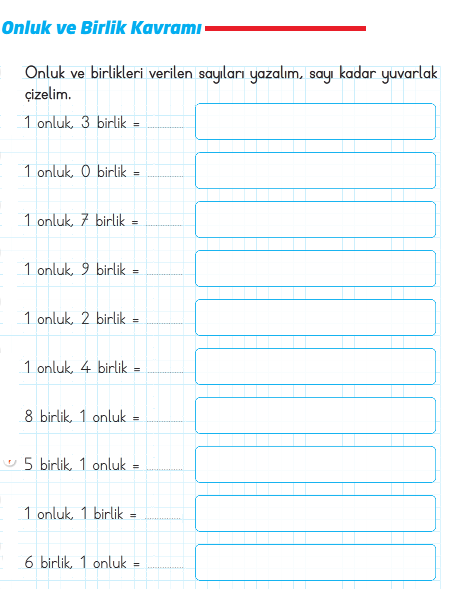 Onluk ve Birlik Kavramı
Onluk ve birlikleri verilen sayıları yazalım, sayı kadar yuvarlak
çizelim.
1 onluk, 3 birlik = ............
1 onluk, 0 birlik = ............
1 onluk, 7 birlik = ............
1 onluk, 9 birlik = ............
1 onluk, 2 birlik = ............
1 onluk, 4 birlik = ............
8 birlik, 1 onluk = ............
5 birlik, 1 onluk = ............
1 onluk, 1 birlik = ............
6 birlik, 1 onluk = ............